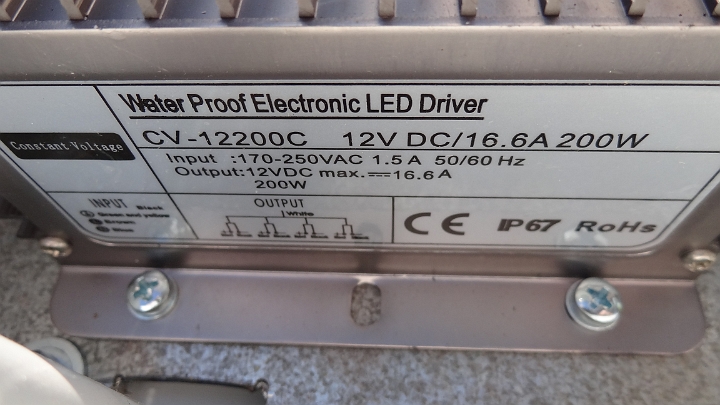 Water Proof Electronic LED Driver
Constant Voltage
CV-12200C 12V DC/16.6A 200W
Input :170-250VAC 1.5A 50/60 Hz
Output:12VDC max.⎓16.6A
200W
INPUT Black
Green and yellow
Brown
Blue
OUTPUT
White
CE IP67 RoHs